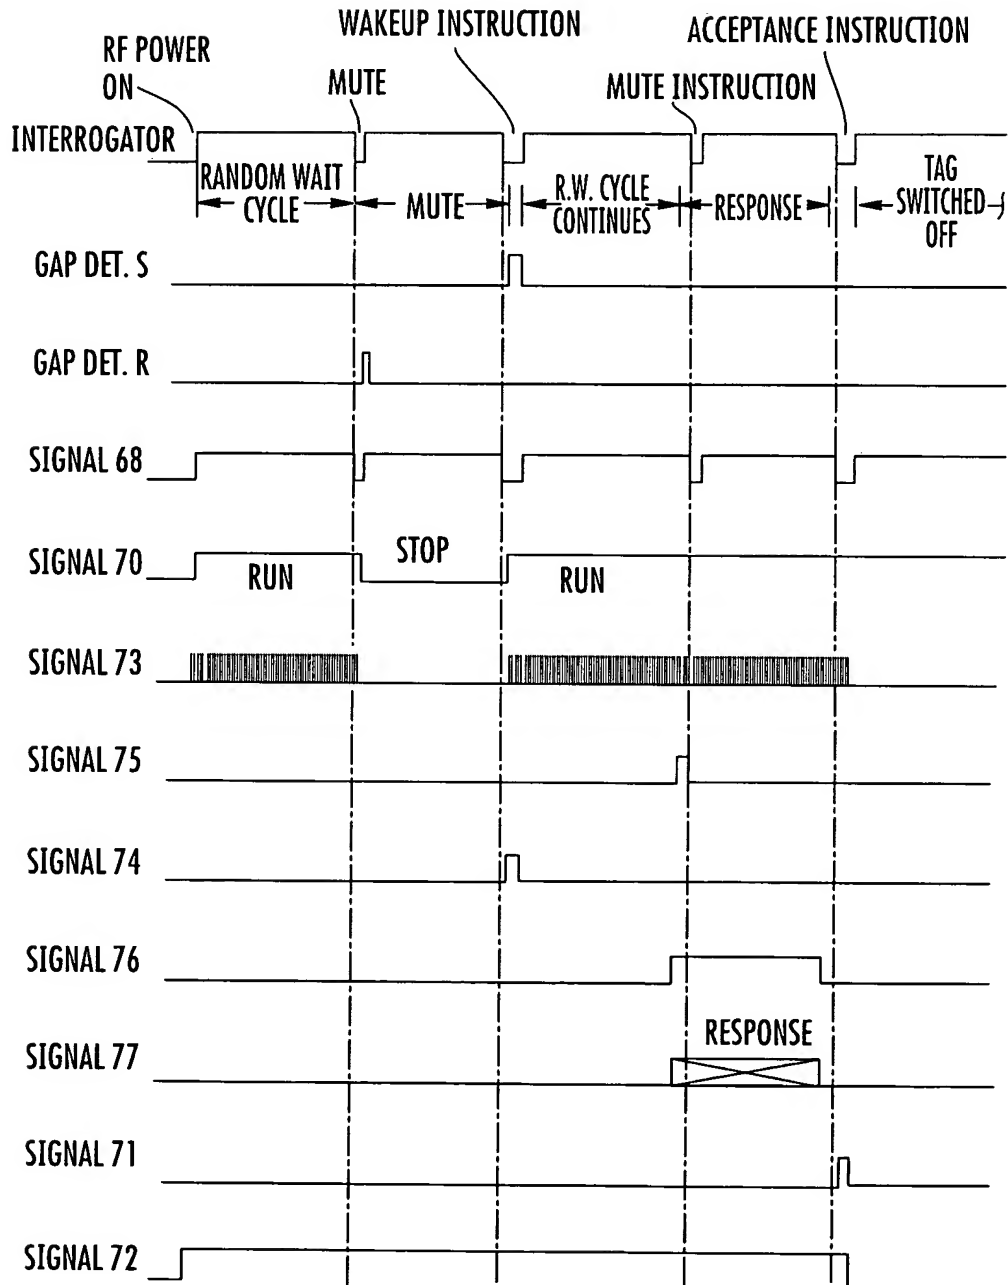 WAKEUP INSTRUCTION
ACCEPTANCE INSTRUCTION
RF POWER
ON
MUTE
MUTE INSTRUCTION
INTERROGATOR
RANDOM WAIT
CYCLE
MUTE
R.W. CYCLE
CONTINUES
RESPONSE
TAG
SWITCHED
OFF
GAP DET. S
GAP DET. R
SIGNAL 68
SIGNAL 70
RUN
STOP
RUN
SIGNAL 73
SIGNAL 75
SIGNAL 74
SIGNAL 76
RESPONSE
SIGNAL 77
SIGNAL 71
SIGNAL 72